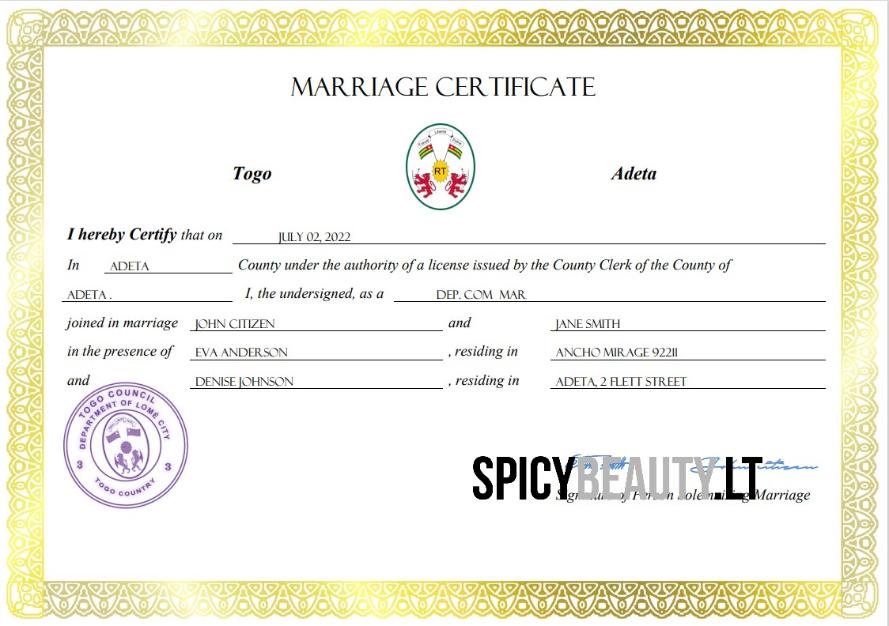 MARRIAGE CERTIFICATE
Togo
RT
Adeta
I hereby Certify that on JULY 02, 2022
In ADETA County under the authority of a license issued by the County Clerk of the County of
ADETA . I, the undersigned, as a DEP. COM MAR
joined in marriage JOHN CITIZEN and JANE SMITH
in the presence of EVA ANDERSON , residing in ANCHO MIRAGE 92211
and DENISE JOHNSON , residing in ADETA, 2 FLETT STREET
TOGO COUNCIL
DEPARTMENT OF LOMÉ CITY
3 3
TOGO COUNTRY
SPICYBEAUTY.LT
Signature of Person Solemnizing Marriage